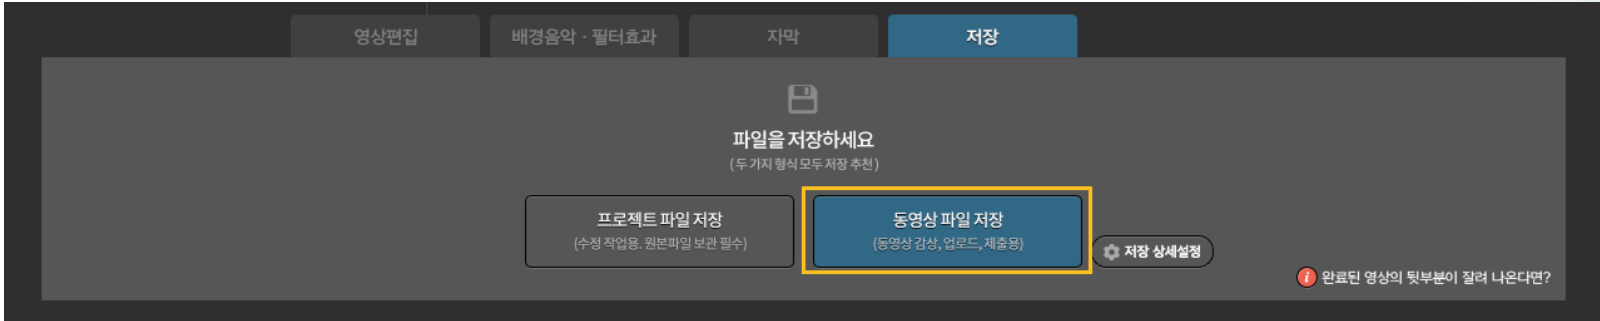 영상편집
배경음악 · 필터효과
자막
저장
파일을 저장하세요
(두 가지 형식 모두 저장 추천)
프로젝트 파일 저장
(수정 작업용. 원본파일 보관 필수)
동영상 파일 저장
(동영상 감상, 업로드, 제출용)
저장 상세설정
i 완료된 영상의 뒷부분이 잘려 나온다면?